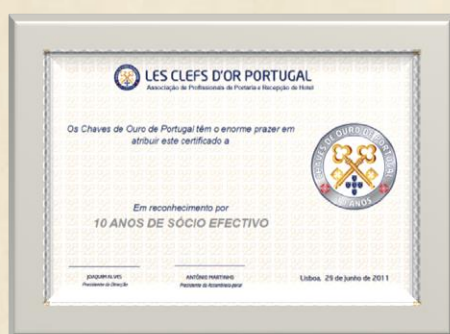 LES CLEFS D'OR PORTUGAL
Associação de Profissionais de Portaria e Recepção de Hotel
Os Chaves de Ouro de Portugal têm o enorme prazer em
atribuir este certificado a
CHAVES DE OURO DE PORTUGAL
10 ANOS
Em reconhecimento por
10 ANOS DE SÓCIO EFECTIVO
JOAQUIM ALVES
Presidente da Direcção
ANTÓNIO MARTINHO
Presidente da Assembleia-geral
Lisboa, 29 de Junho de 2011